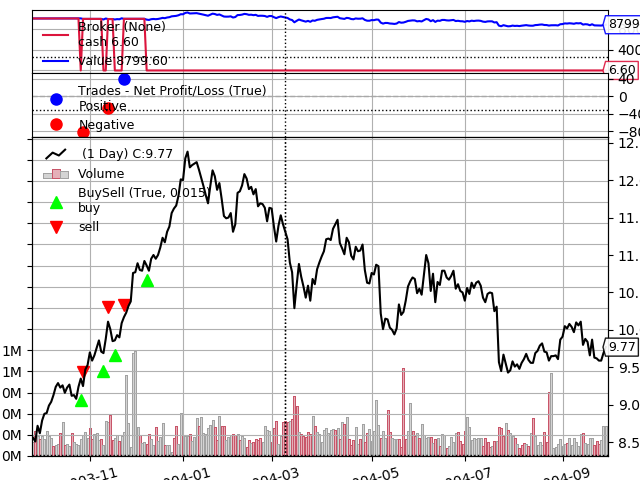 Broker (None)
cash 6.60
value 8799.60
8799
400
6.60
40
Trades - Net Profit/Loss (True)
Positive
Negative
0
−40
−80
(1 Day) C:9.77
Volume
BuySell (True, 0.015)
buy
sell
12.
12.
11.
11.
10.
10.
9.77
9.5
9.0
8.5
1M
1M
0M
0M
0M
0M
003-11
004-01
004-03
004-05
004-07
004-09